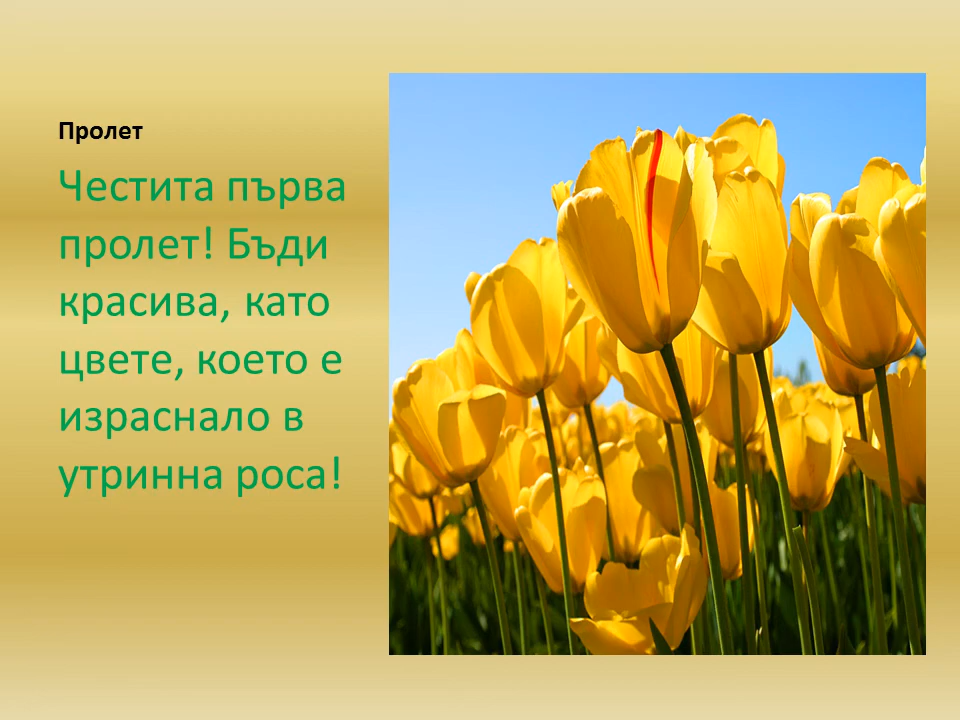 Пролет
Честита първа
пролет! Бъди
красива, като
цвете, което е
израснало в
утринна роса!